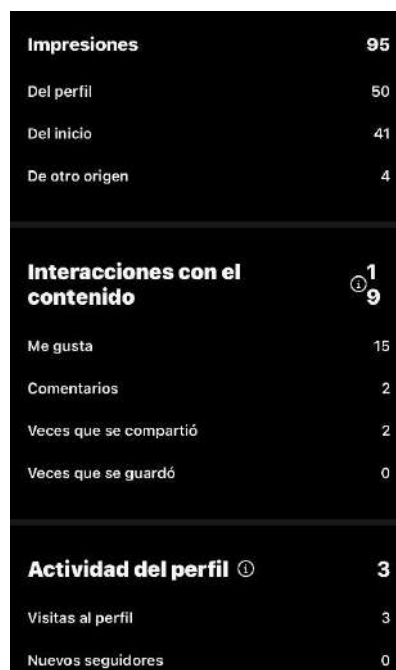 Impresiones 95
Del perfil 50
Del inicio 41
De otro origen 4
Interacciones con el
contenido 19
Me gusta 15
Comentarios 2
Veces que se compartió 2
Veces que se guardó 0
Actividad del perfil 3
Visitas al perfil 3
Nuevos seguidores 0